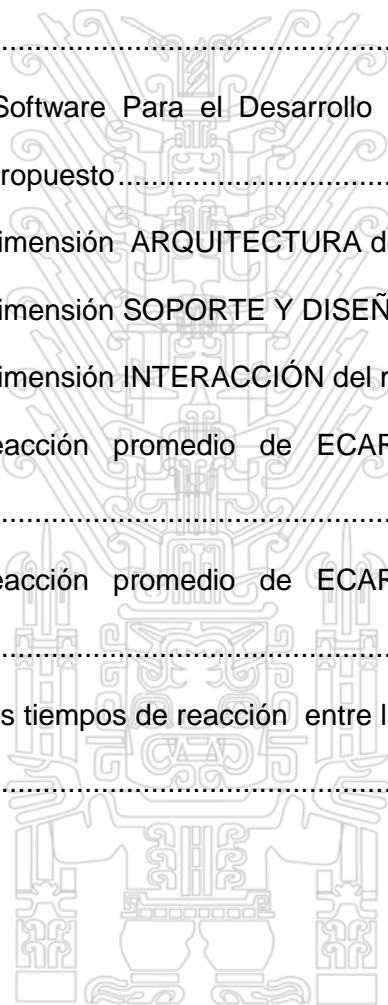 ................
Software Para el Desarrollo
ropuesto................
imensión ARQUITECTURA d
imensión SOPORTE Y DISEÑ
imensión INTERACCIÓN del
eacción promedio de ECAR
................
eacción promedio de ECAR
................
s tiempos de reacción entre l
................